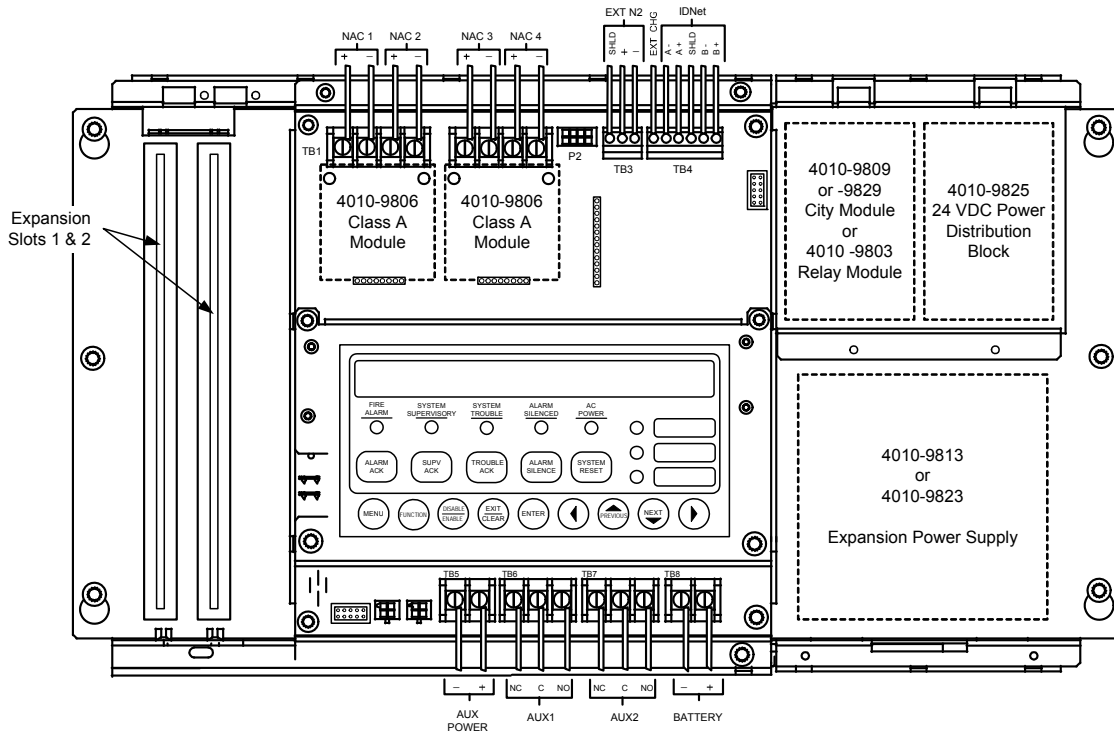 EXT N2
IDNet
NAC 1
NAC 2
NAC 3
NAC 4
+
−
+
−
+
−
+
−
SHLD
+
−
EXT CHG
A -
A +
SHLD
B -
B +
TB1
P2
TB3
TB4
4010-9806
Class A
Module
4010-9806
Class A
Module
4010-9809
or -9829
City Module
or
4010 -9803
Relay Module
4010-9825
24 VDC Power
Distribution
Block
Expansion
Slots 1 & 2
FIRE
ALARM
SYSTEM
SUPERVISORY
SYSTEM
TROUBLE
ALARM
SILENCED
AC
POWER
ALARM
ACK
SUPV
ACK
TROUBLE
ACK
ALARM
SILENCE
SYSTEM
RESET
MENU
FUNCTION
DISABLE
ENABLE
EXIT
CLEAR
ENTER
PREVIOUS
NEXT
4010-9813
or
4010-9823
Expansion Power Supply
TB5
TB6
TB7
TB8
−
+
NC
C
NO
NC
C
NO
−
+
AUX
POWER
AUX1
AUX2
BATTERY